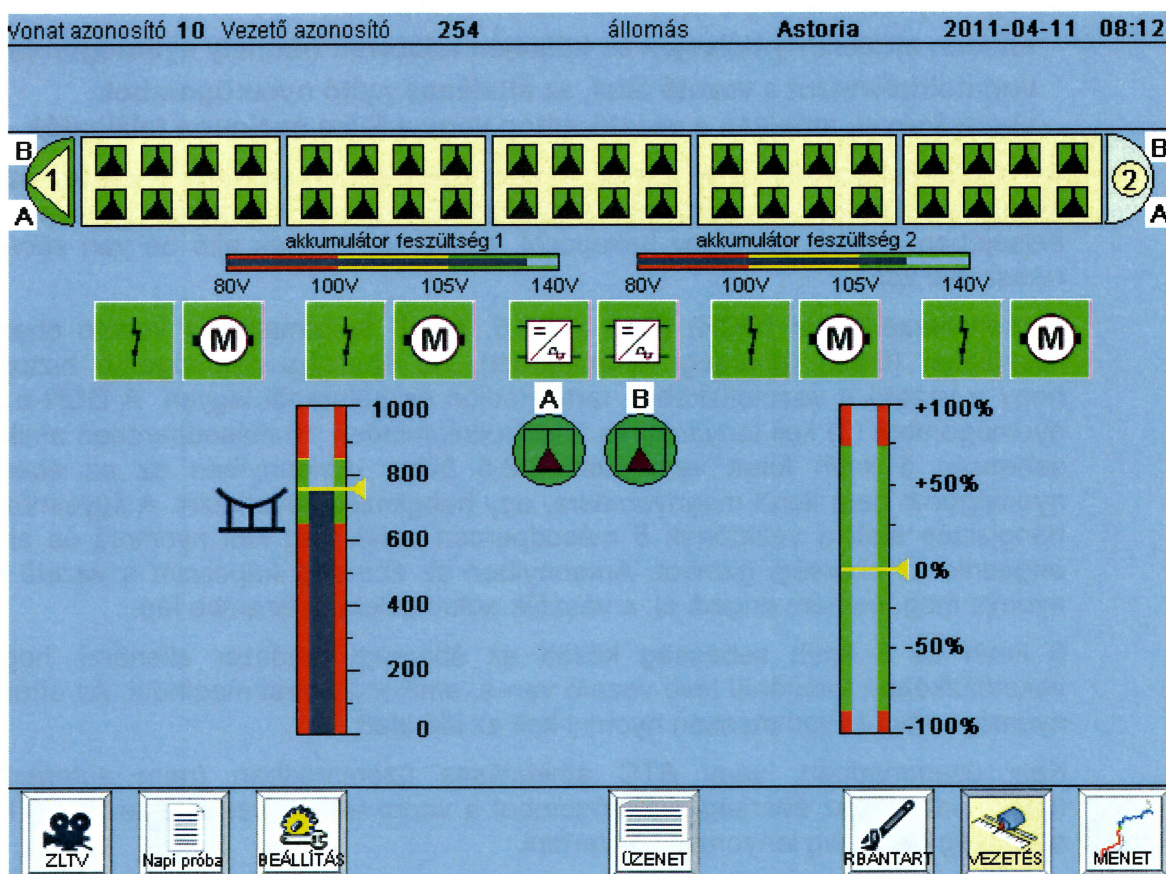 Vonat azonosító 10 Vezető azonosító 254 állomás Astoria 2011-04-11 08:12
B B
1 2
A A
akkumulátor feszültség 1 akkumulátor feszültség 2
80V 100V 105V 140V 80V 100V 105V 140V
M M M M
A B
1000 +100%
800 +50%
600 0%
400 -50%
200 -100%
0
ZLTV Napi próba BEÁLLÍTÁS ÜZENET RBANTART VEZETÉS MENET